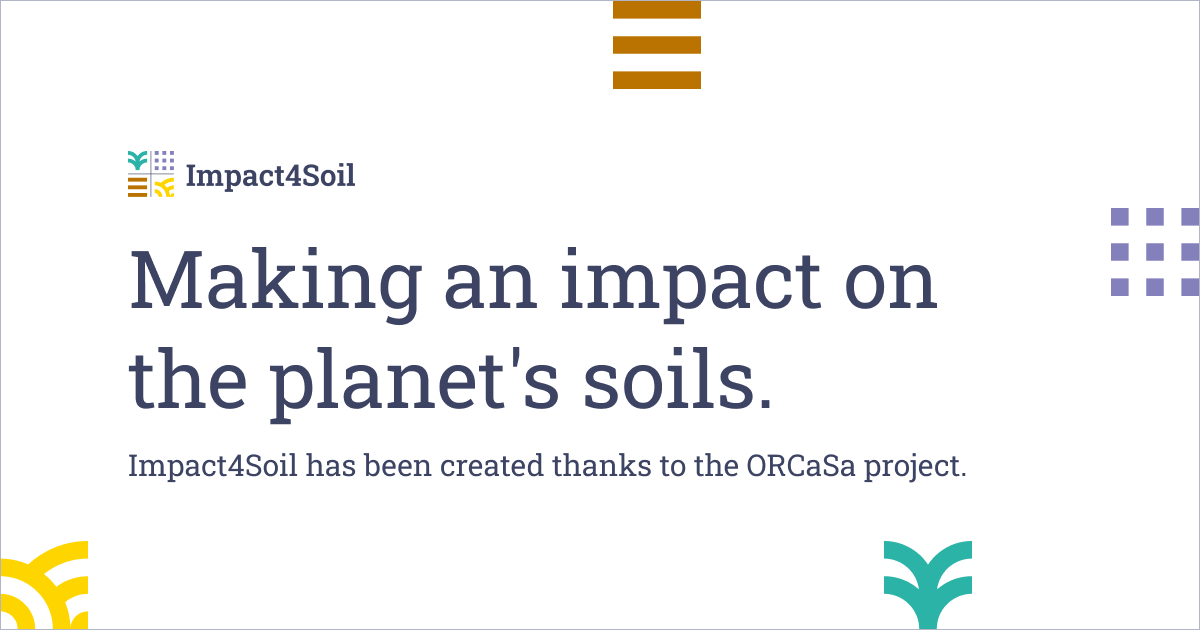 Impact4Soil
Making an impact on
the planet's soils.
Impact4Soil has been created thanks to the ORCaSa project.